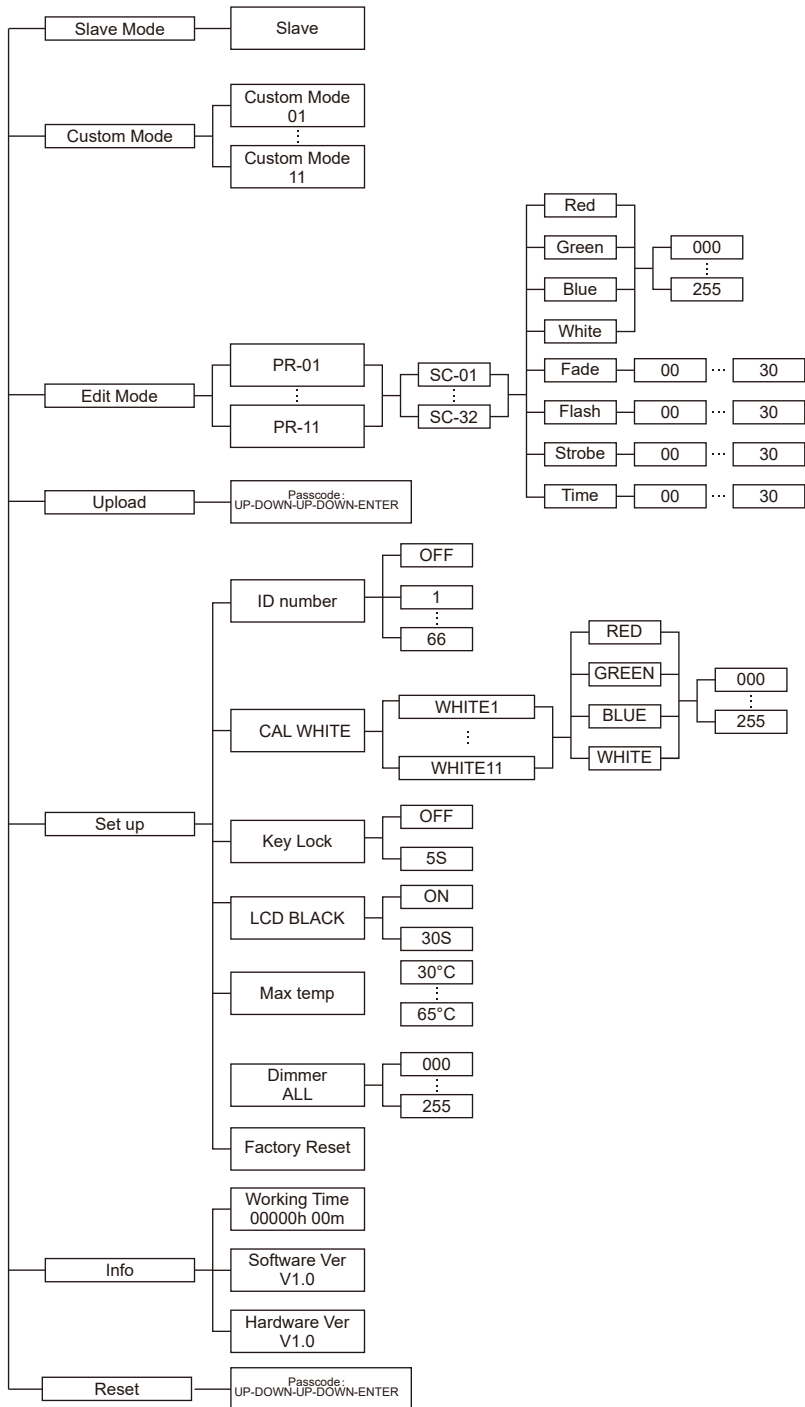 Slave Mode
Slave
Custom Mode
Custom Mode
01
Custom Mode
11
Edit Mode
PR-01
PR-11
SC-01
SC-32
Red
Green
Blue
White
000
255
Fade
00
30
Flash
00
30
Strobe
00
30
Time
00
30
Upload
Passcode:
UP-DOWN-UP-DOWN-ENTER
Set up
ID number
OFF
1
66
CAL WHITE
WHITE1
WHITE11
RED
GREEN
BLUE
WHITE
000
255
Key Lock
OFF
5S
LCD BLACK
ON
30S
Max temp
30°C
65°C
Dimmer
ALL
000
255
Factory Reset
Info
Working Time
00000h 00m
Software Ver
V1.0
Hardware Ver
V1.0
Reset
Passcode:
UP-DOWN-UP-DOWN-ENTER